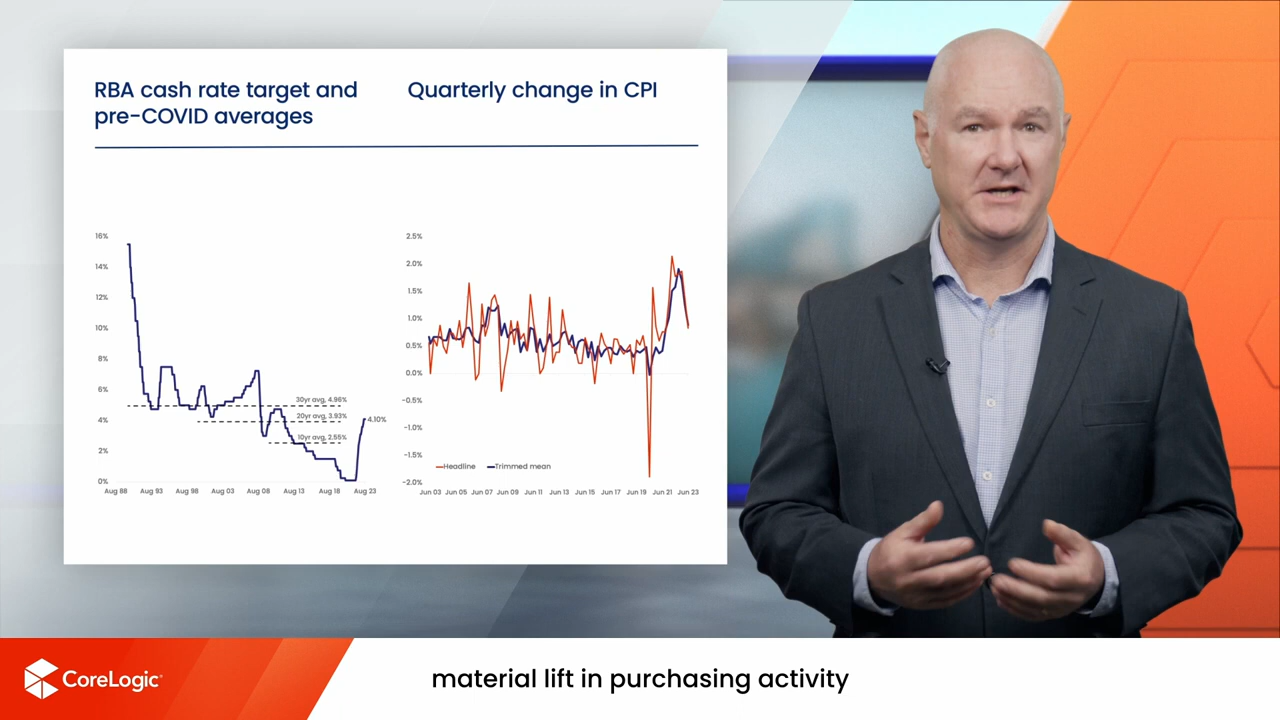 RBA cash rate target and
pre-COVID averages
Quarterly change in CPI
16%
14%
12%
10%
8%
6%
4%
2%
0%
30yr avg, 4.96%
20yr avg, 3.93%
10yr avg, 2.55%
4.10%
Aug 88 Aug 93 Aug 98 Aug 03 Aug 08 Aug 13 Aug 18 Aug 23
2.5%
2.0%
1.5%
1.0%
0.5%
0.0%
-0.5%
-1.0%
-1.5%
-2.0%
Headline Trimmed mean
Jun 03 Jun 05 Jun 07 Jun 09 Jun 11 Jun 13 Jun 15 Jun 17 Jun 19 Jun 21 Jun 23
CoreLogic
material lift in purchasing activity